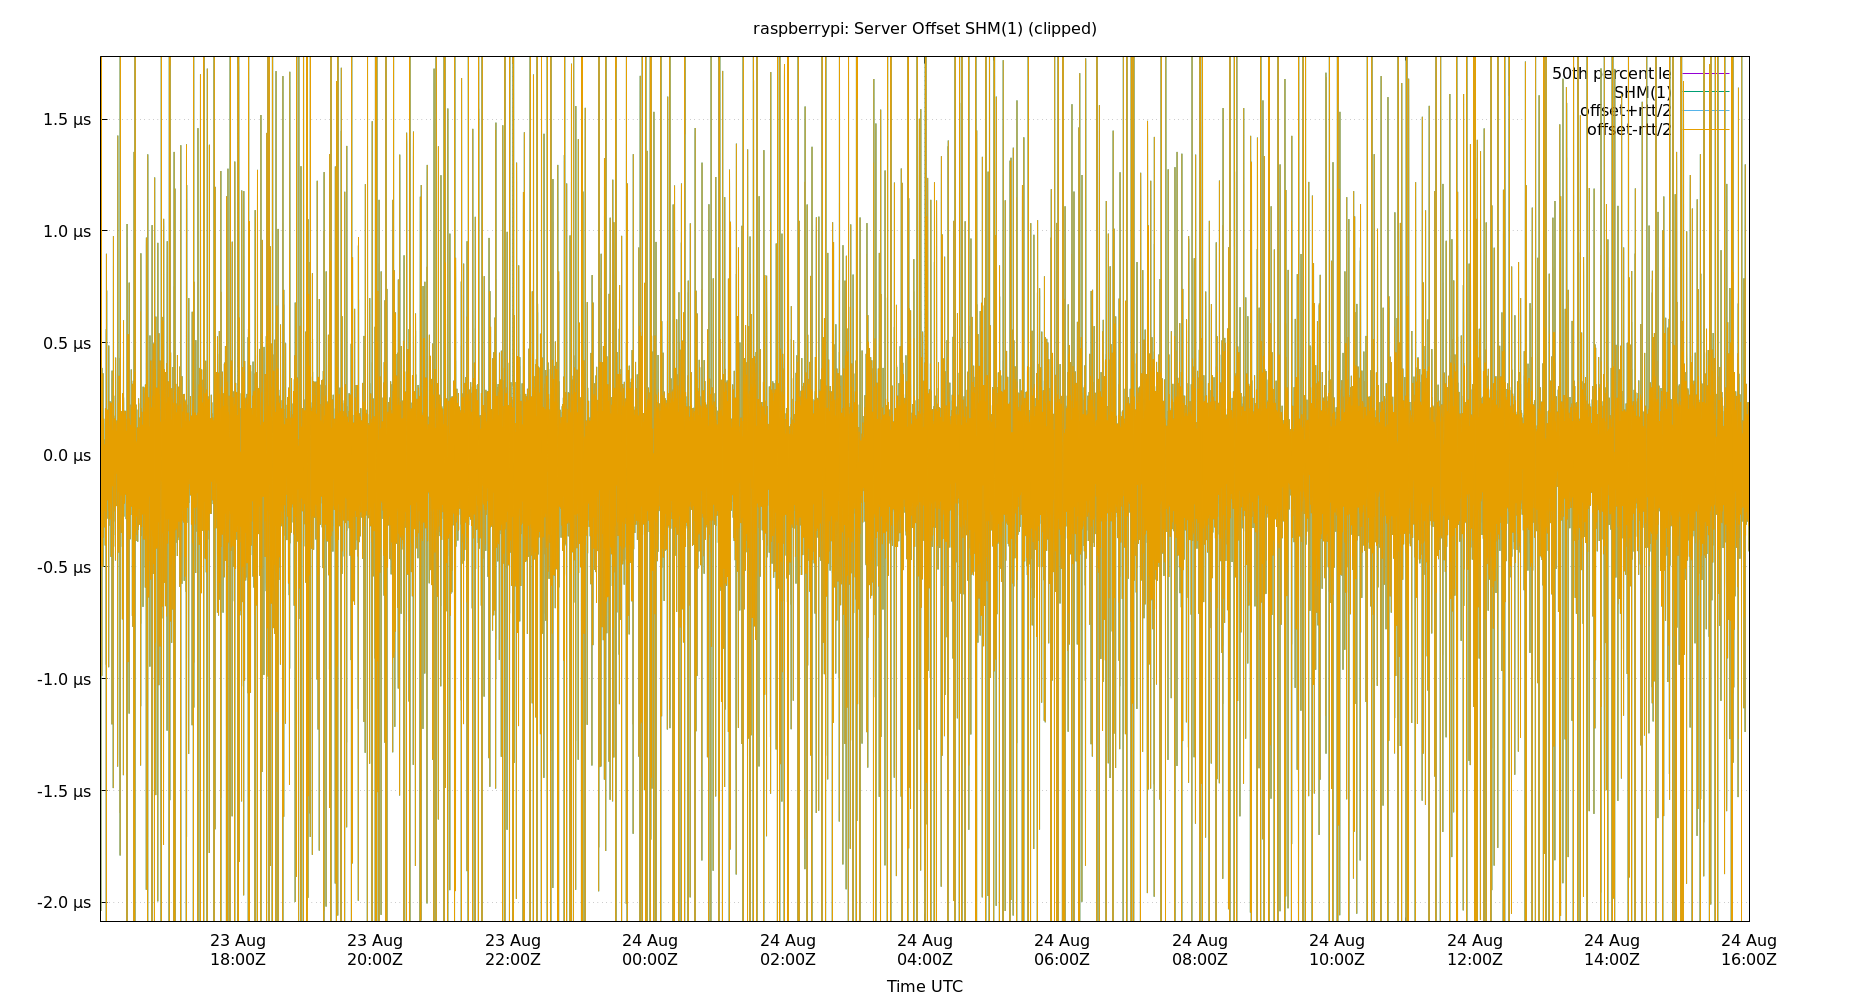 raspberrypi: Server Offset SHM(1) (clipped)
50th percentile
SHM(1)
offset+rtt/2
offset-rtt/2
1.5 µs
1.0 µs
0.5 µs
0.0 µs
-0.5 µs
-1.0 µs
-1.5 µs
-2.0 µs
23 Aug 23 Aug 23 Aug 24 Aug 24 Aug 24 Aug 24 Aug 24 Aug 24 Aug 24 Aug 24 Aug 24 Aug
18:00Z 20:00Z 22:00Z 00:00Z 02:00Z 04:00Z 06:00Z 08:00Z 10:00Z 12:00Z 14:00Z 16:00Z
Time UTC